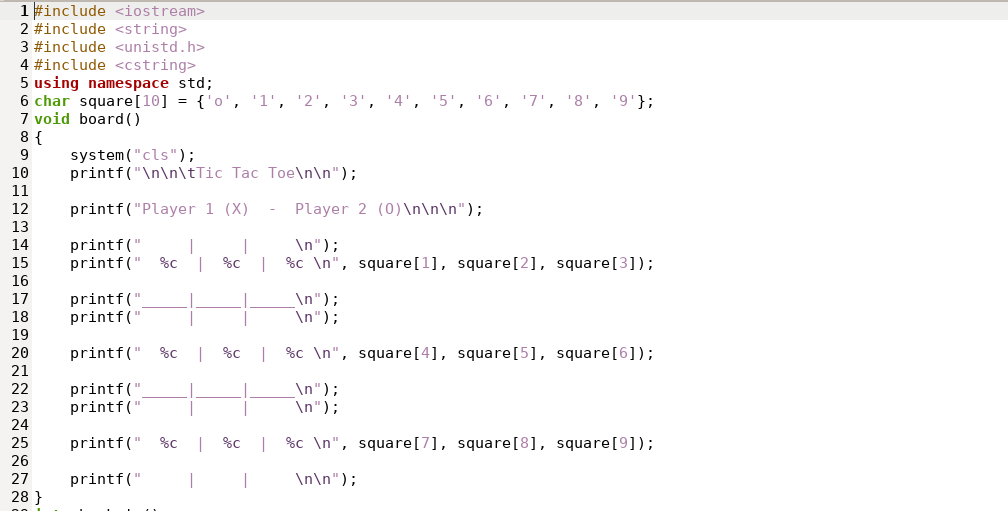 1 #include <iostream>
2 #include <string>
3 #include <unistd.h>
4 #include <cstring>
5 using namespace std;
6 char square[10] = {'o', '1', '2', '3', '4', '5', '6', '7', '8', '9'};
7 void board()
8 {
9     system("cls");
10     printf("\n\n\tTic Tac Toe\n\n");
11
12     printf("Player 1 (X)  -  Player 2 (O)\n\n\n");
13
14     printf("     |     |     \n");
15     printf("  %c  |  %c  |  %c \n", square[1], square[2], square[3]);
16
17     printf("_____|_____|_____\n");
18     printf("     |     |     \n");
19
20     printf("  %c  |  %c  |  %c \n", square[4], square[5], square[6]);
21
22     printf("_____|_____|_____\n");
23     printf("     |     |     \n");
24
25     printf("  %c  |  %c  |  %c \n", square[7], square[8], square[9]);
26
27     printf("     |     |     \n\n");
28 }